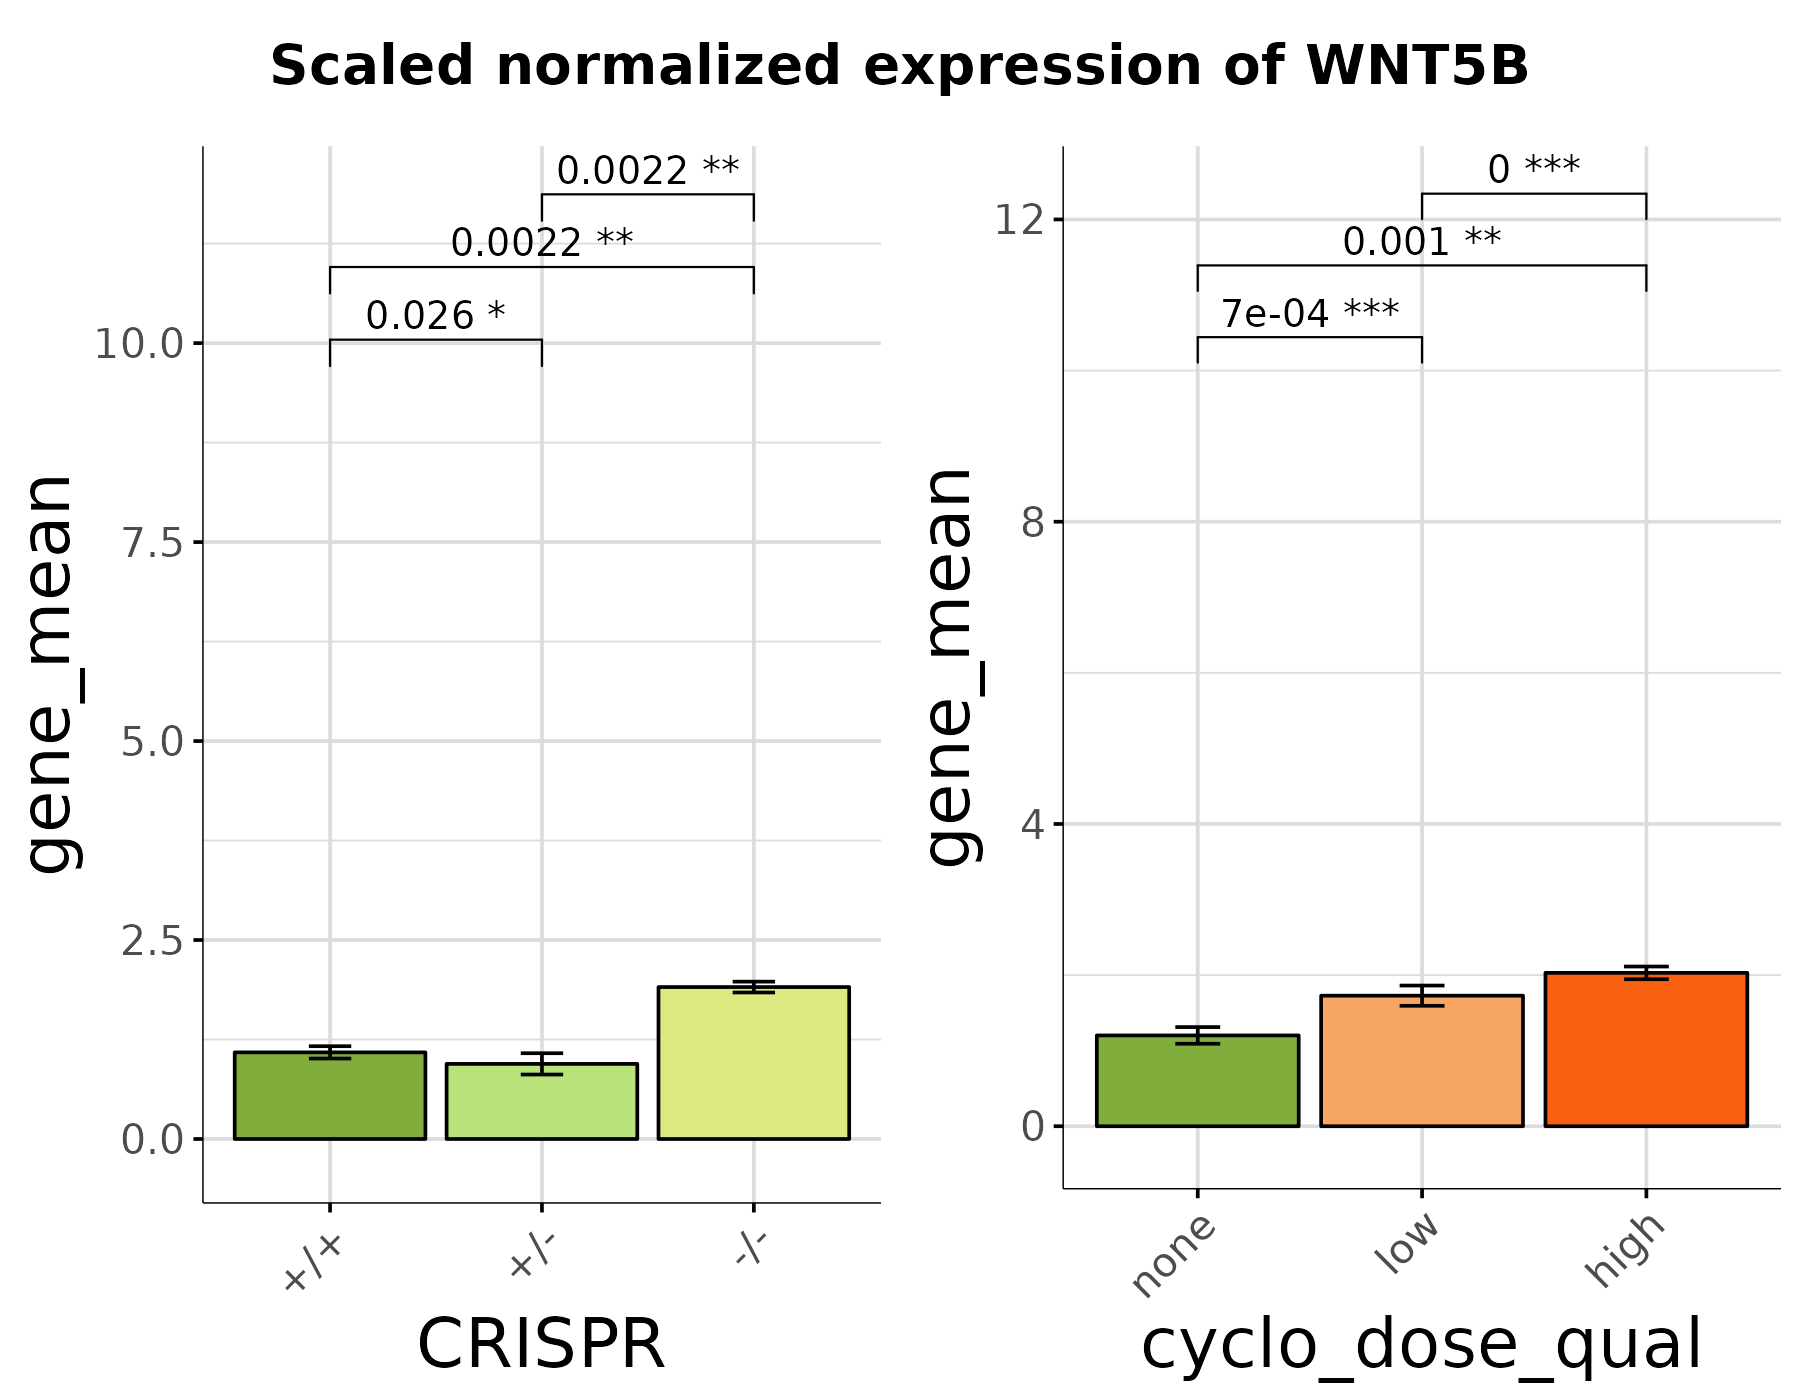 Scaled normalized expression of WNT5B
0.0022 **
0.0022 **
0.026 *
10.0
7.5
5.0
2.5
0.0
gene_mean
+/+
+/-
-/-
CRISPR
0 ***
0.001 **
7e-04 ***
12
8
4
0
gene_mean
none
low
high
cyclo_dose_qual